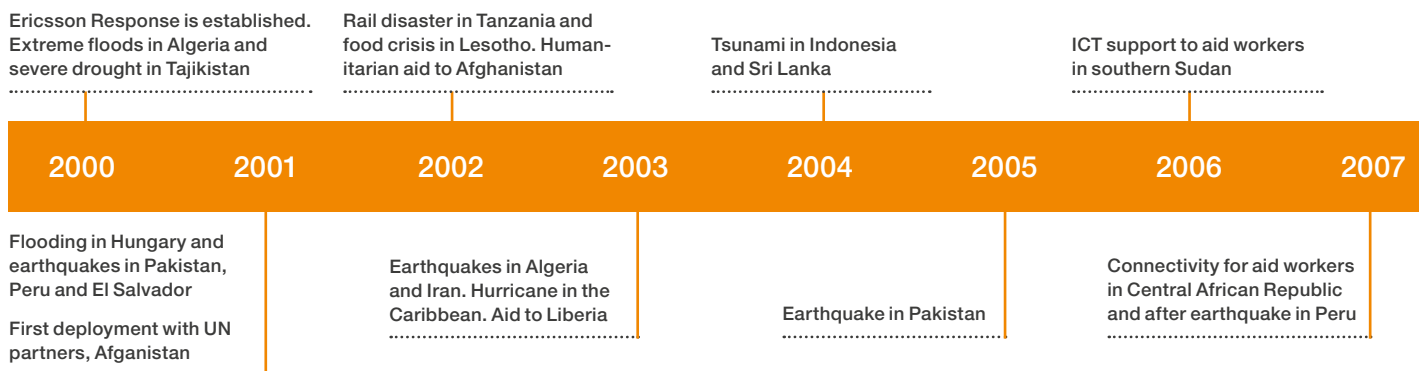 Ericsson Response is established.
Extreme floods in Algeria and
severe drought in Tajikistan
Rail disaster in Tanzania and
food crisis in Lesotho. Human-
itarian aid to Afghanistan
Tsunami in Indonesia
and Sri Lanka
ICT support to aid workers
in southern Sudan
2000 2001 2002 2003 2004 2005 2006 2007
Flooding in Hungary and
earthquakes in Pakistan,
Peru and El Salvador
First deployment with UN
partners, Afganistan
Earthquakes in Algeria
and Iran. Hurricane in the
Caribbean. Aid to Liberia
Earthquake in Pakistan
Connectivity for aid workers
in Central African Republic
and after earthquake in Peru